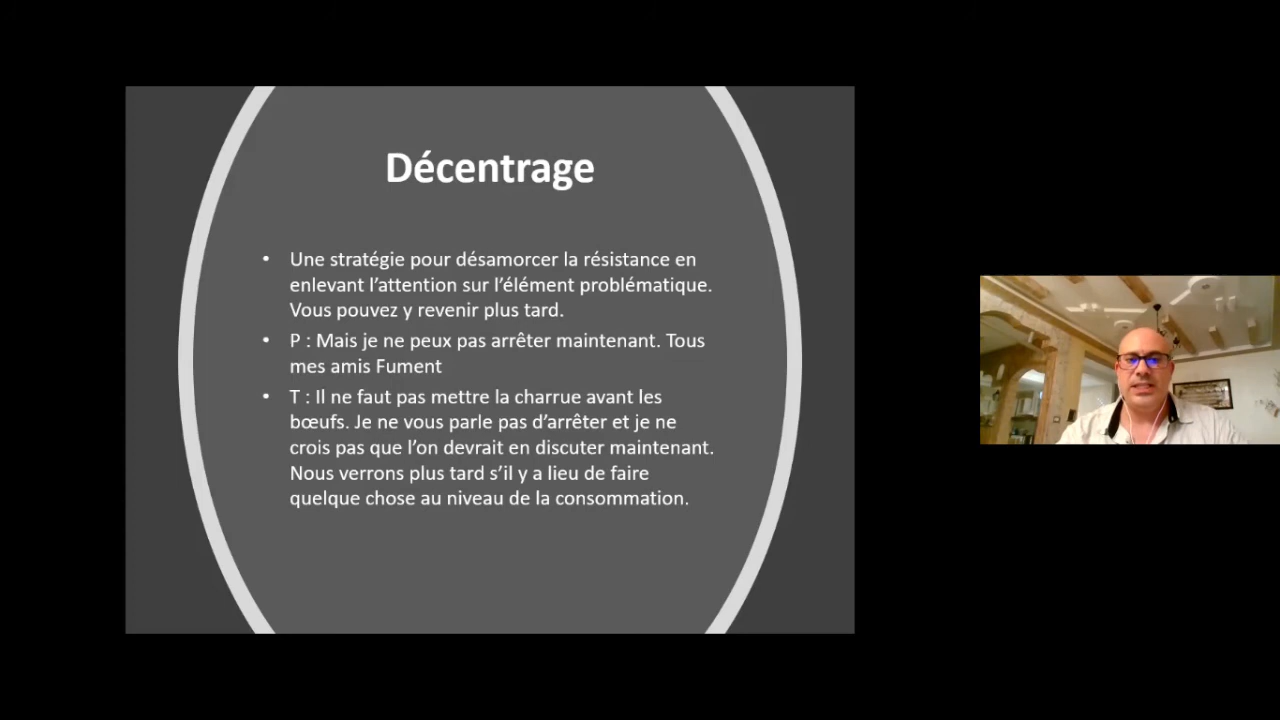 Décentrage
• Une stratégie pour désamorcer la résistance en
enlevant l’attention sur l’élément problématique.
Vous pouvez y revenir plus tard.
• P : Mais je ne peux pas arrêter maintenant. Tous
mes amis Fument
• T : Il ne faut pas mettre la charrue avant les
bœufs. Je ne vous parle pas d’arrêter et je ne
crois pas que l’on devrait en discuter maintenant.
Nous verrons plus tard s’il y a lieu de faire
quelque chose au niveau de la consommation.